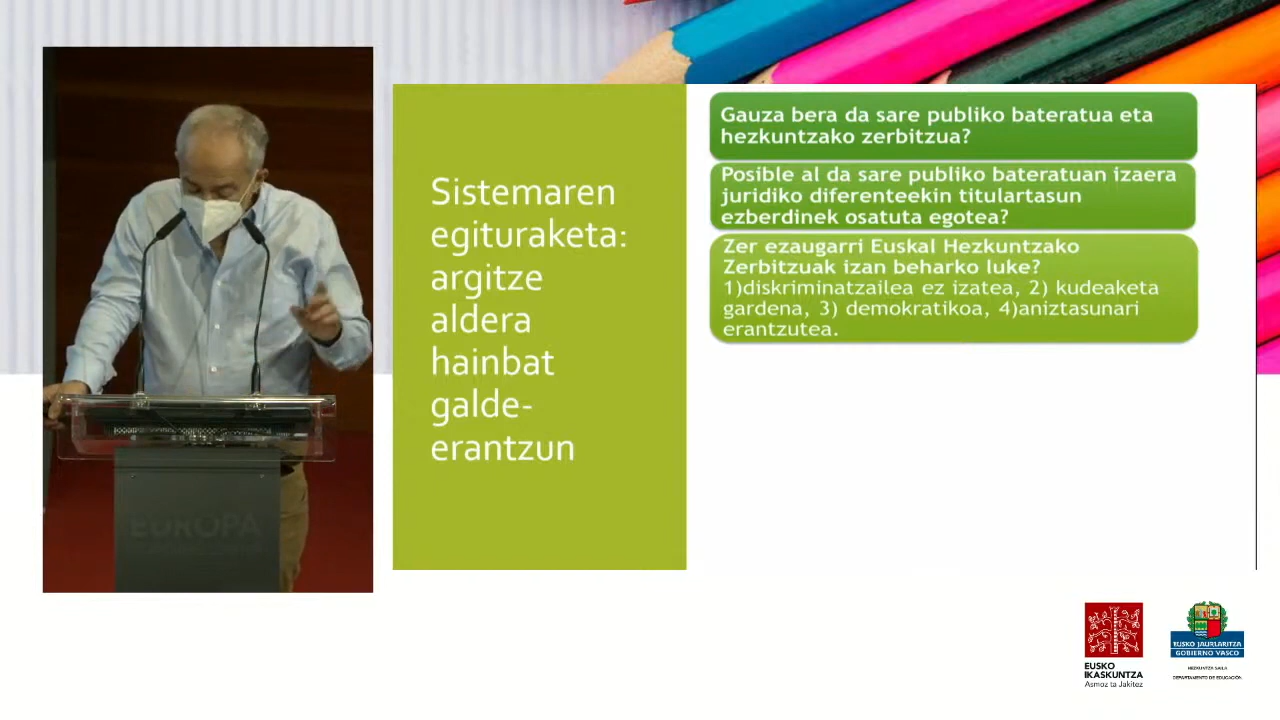 Sistemaren
egituraketa:
argitze
aldera
hainbat
galde-
erantzun
Gauza bera da sare publiko bateratua eta
hezkuntzako zerbitzua?
Posible al da sare publiko bateratuan izaera
juridiko diferenteekin titulartasun
ezberdinek osatuta egotea?
Zer ezaugarri Euskal Hezkuntzako
Zerbitzuak izan beharko luke?
1)diskriminatzailea ez izatea, 2) kudeaketa
gardena, 3) demokratikoa, 4)aniztasunari
erantzutea.
EUROPA
EUSKO
IKASKUNTZA
Asmoz ta Jakitez
EUSKO JAURLARITZA
GOBIERNO VASCO
HEZKUNTZA SAILA
DEPARTAMENTO DE EDUCACIÓN